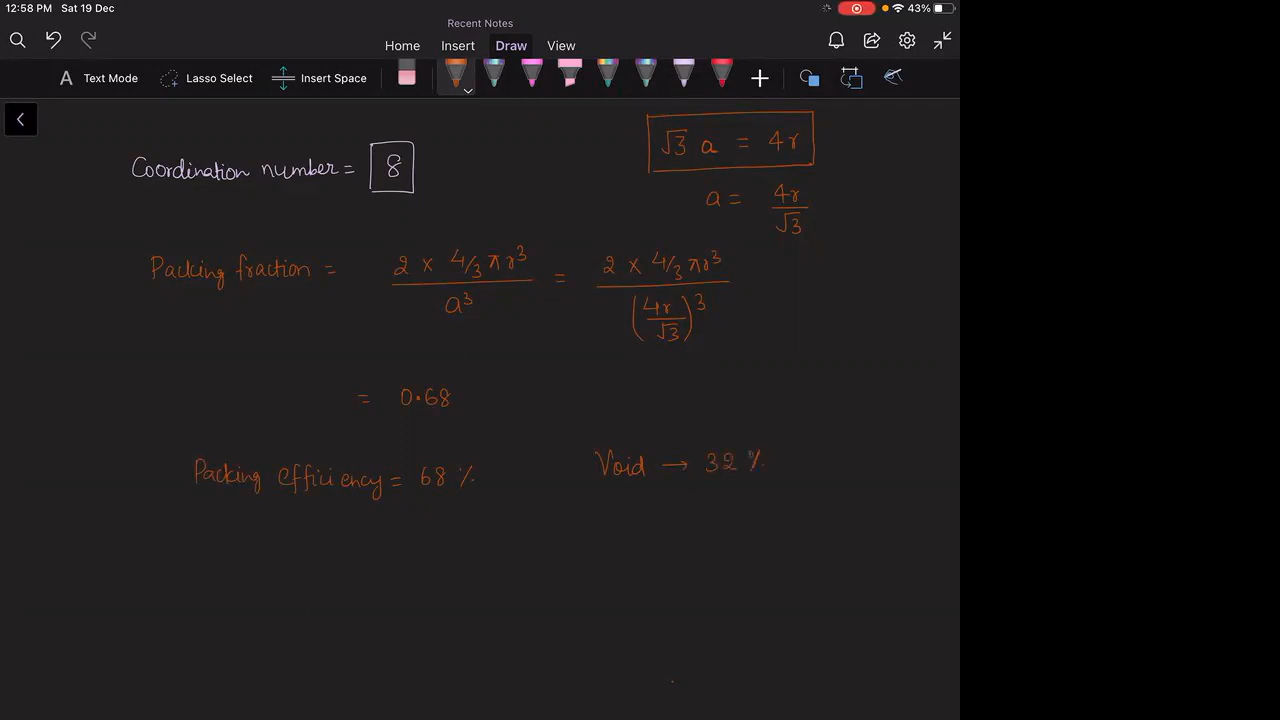 12:58 PM Sat 19 Dec 43%
Recent Notes
Home Insert Draw View
Text Mode Lasso Select Insert Space
√3 a = 4r
Coordination number = 8
a = 4r/√3
Packing fraction = (2 × 4/3 πr³)/a³ = (2 × 4/3 πr³)/(4r/√3)³
= 0.68
Packing efficiency = 68 %
Void → 32 %